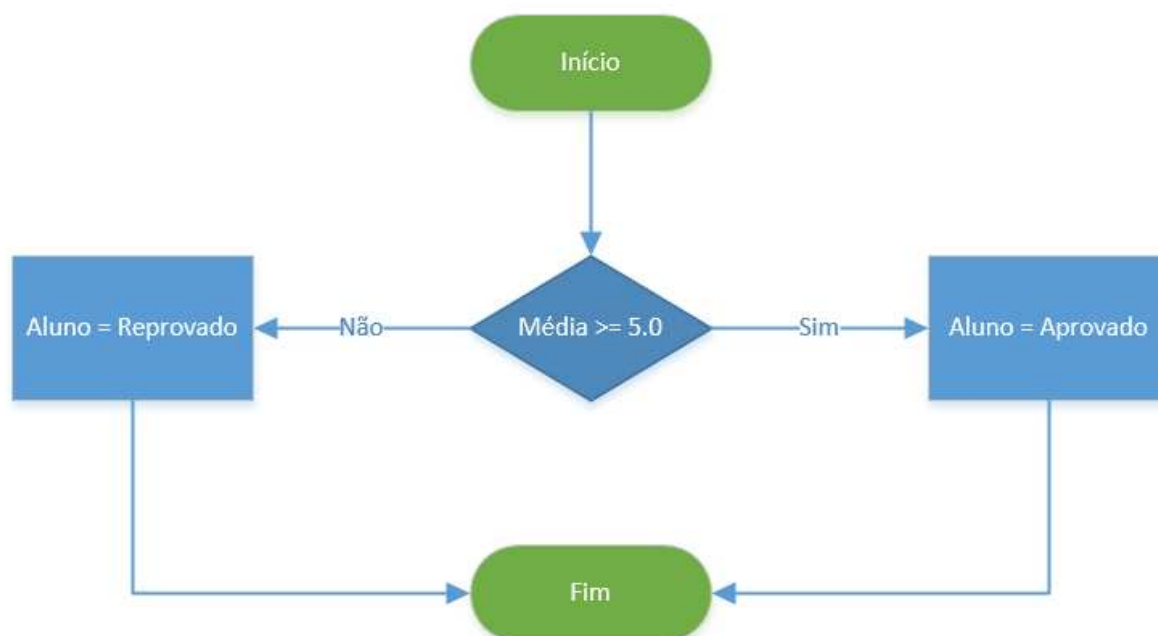 Início
Aluno = Reprovado
Não
Média >= 5.0
Sim
Aluno = Aprovado
Fim